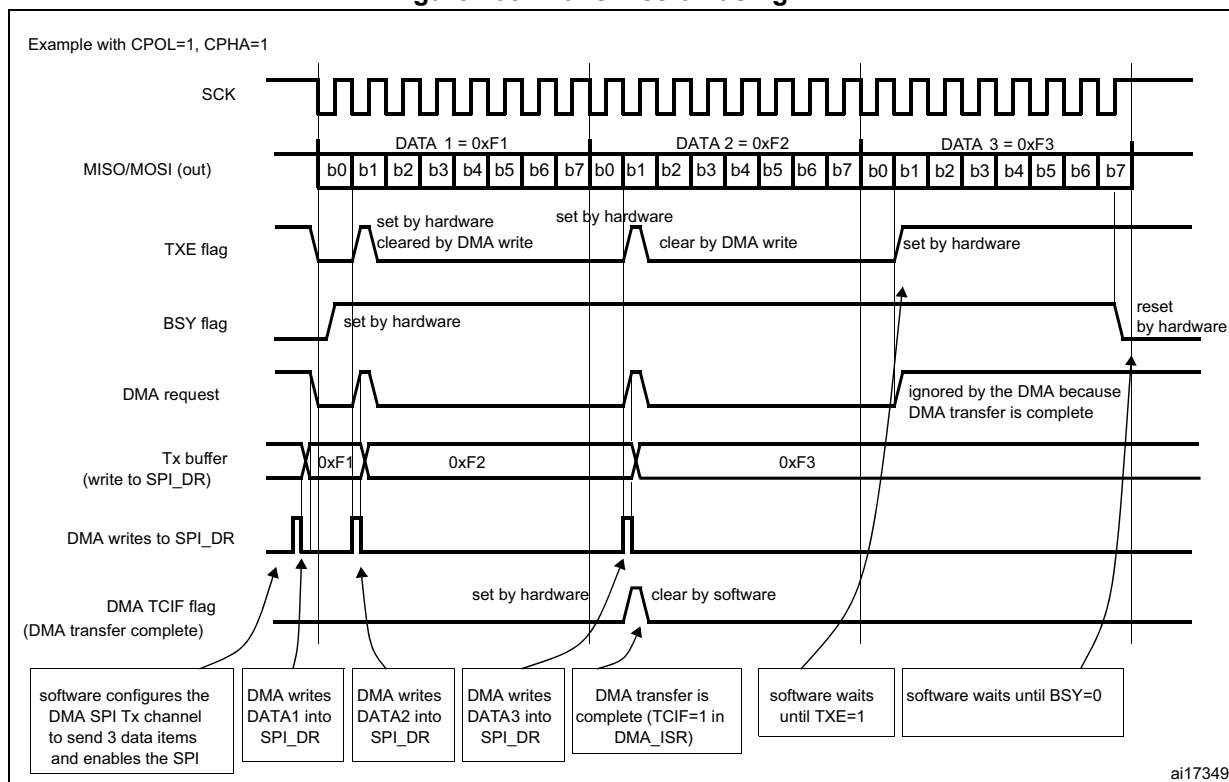 Example with CPOL=1, CPHA=1
SCK
DATA 1 = 0xF1
DATA 2 = 0xF2
DATA 3 = 0xF3
MISO/MOSI (out)
b0 b1 b2 b3 b4 b5 b6 b7 b0 b1 b2 b3 b4 b5 b6 b7 b0 b1 b2 b3 b4 b5 b6 b7
TXE flag
set by hardware
cleared by DMA write
set by hardware
clear by DMA write
set by hardware
BSY flag
set by hardware
reset
by hardware
DMA request
ignored by the DMA because
DMA transfer is complete
Tx buffer
(write to SPI_DR)
0xF1
0xF2
0xF3
DMA writes to SPI_DR
DMA TCIF flag
(DMA transfer complete)
set by hardware
clear by software
software configures the
DMA SPI Tx channel
to send 3 data items
and enables the SPI
DMA writes
DATA1 into
SPI_DR
DMA writes
DATA2 into
SPI_DR
DMA writes
DATA3 into
SPI_DR
DMA transfer is
complete (TCIF=1 in
DMA_ISR)
software waits
until TXE=1
software waits until BSY=0
ai17349